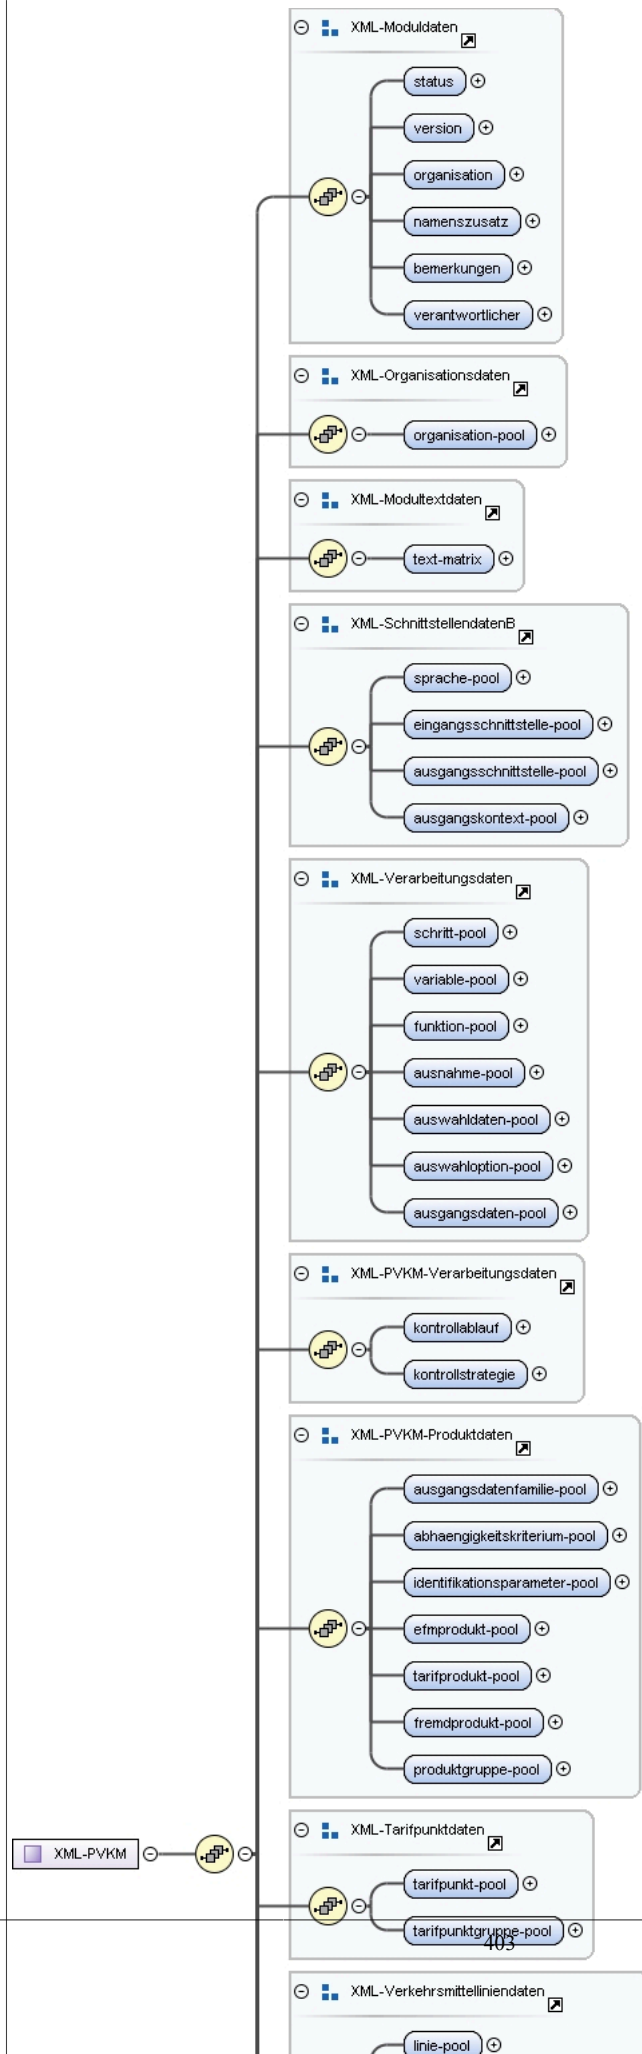 XML-Moduldaten
status
version
organisation
namenszusatz
bemerkungen
verantwortlicher
XML-Organisationsdaten
organisation-pool
XML-Modultextdaten
text-matrix
XML-SchnittstellendatenB
sprache-pool
eingangsschnittstelle-pool
ausgangsschnittstelle-pool
ausgangskontext-pool
XML-Verarbeitungsdaten
schritt-pool
variable-pool
funktion-pool
ausnahme-pool
auswahldaten-pool
auswahloption-pool
ausgangsdaten-pool
XML-PVKM-Verarbeitungsdaten
kontrollablauf
kontrollstrategie
XML-PVKM-Produktdaten
ausgangsdatenfamilie-pool
abhaengigkeitskriterium-pool
identifikationsparameter-pool
efmprodukt-pool
tarifprodukt-pool
fremdprodukt-pool
produktgruppe-pool
XML-Tarifpunktdaten
XML-PVKM
tarifpunkt-pool
tarifpunktgruppe-pool
403
XML-Verkehrsmittelliniendaten
linie-pool